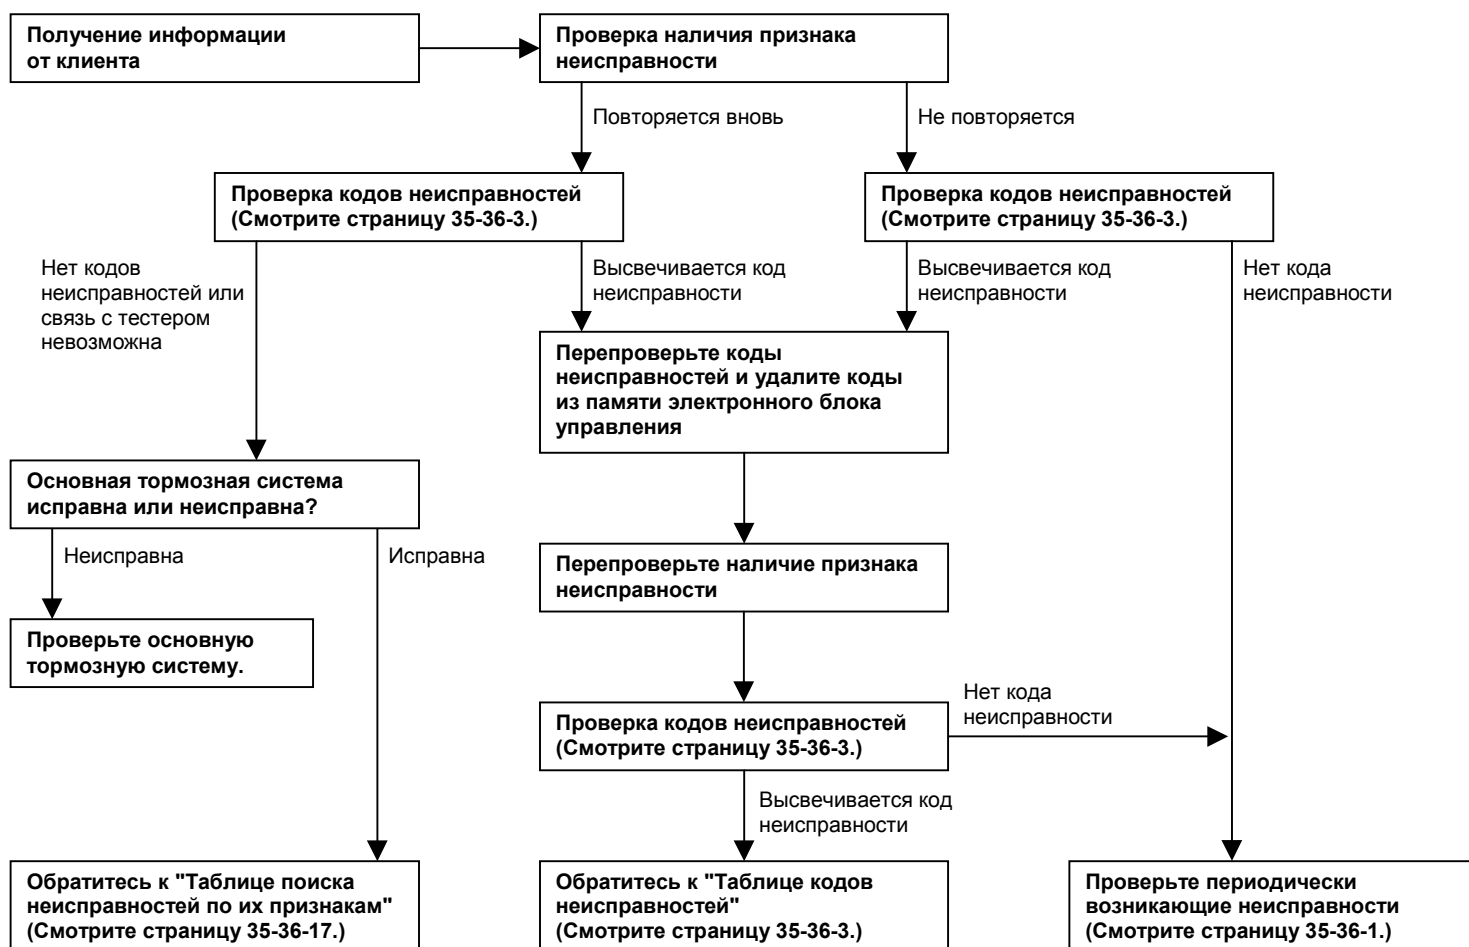 Получение информации
от клиента
Проверка наличия признака
неисправности
Повторяется вновь
Не повторяется
Проверка кодов неисправностей
(Смотрите страницу 35-36-3.)
Проверка кодов неисправностей
(Смотрите страницу 35-36-3.)
Нет кодов
неисправностей или
связь с тестером
невозможна
Высвечивается код
неисправности
Высвечивается код
неисправности
Нет кода
неисправности
Перепроверьте коды
неисправностей и удалите коды
из памяти электронного блока
управления
Основная тормозная система
исправна или неисправна?
Неисправна
Исправна
Перепроверьте наличие признака
неисправности
Проверьте основную
тормозную систему.
Проверка кодов неисправностей
(Смотрите страницу 35-36-3.)
Нет кода
неисправности
Высвечивается код
неисправности
Обратитесь к "Таблице поиска
неисправностей по их признакам"
(Смотрите страницу 35-36-17.)
Обратитесь к "Таблице кодов
неисправностей"
(Смотрите страницу 35-36-3.)
Проверьте периодически
возникающие неисправности
(Смотрите страницу 35-36-1.)